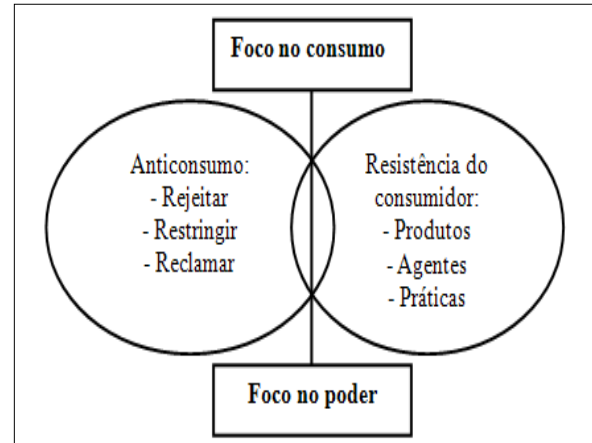 Foco no consumo
Anticonsumo:
- Rejeitar
- Restringir
- Reclamar
Resistência do
consumidor:
- Produtos
- Agentes
- Práticas
Foco no poder